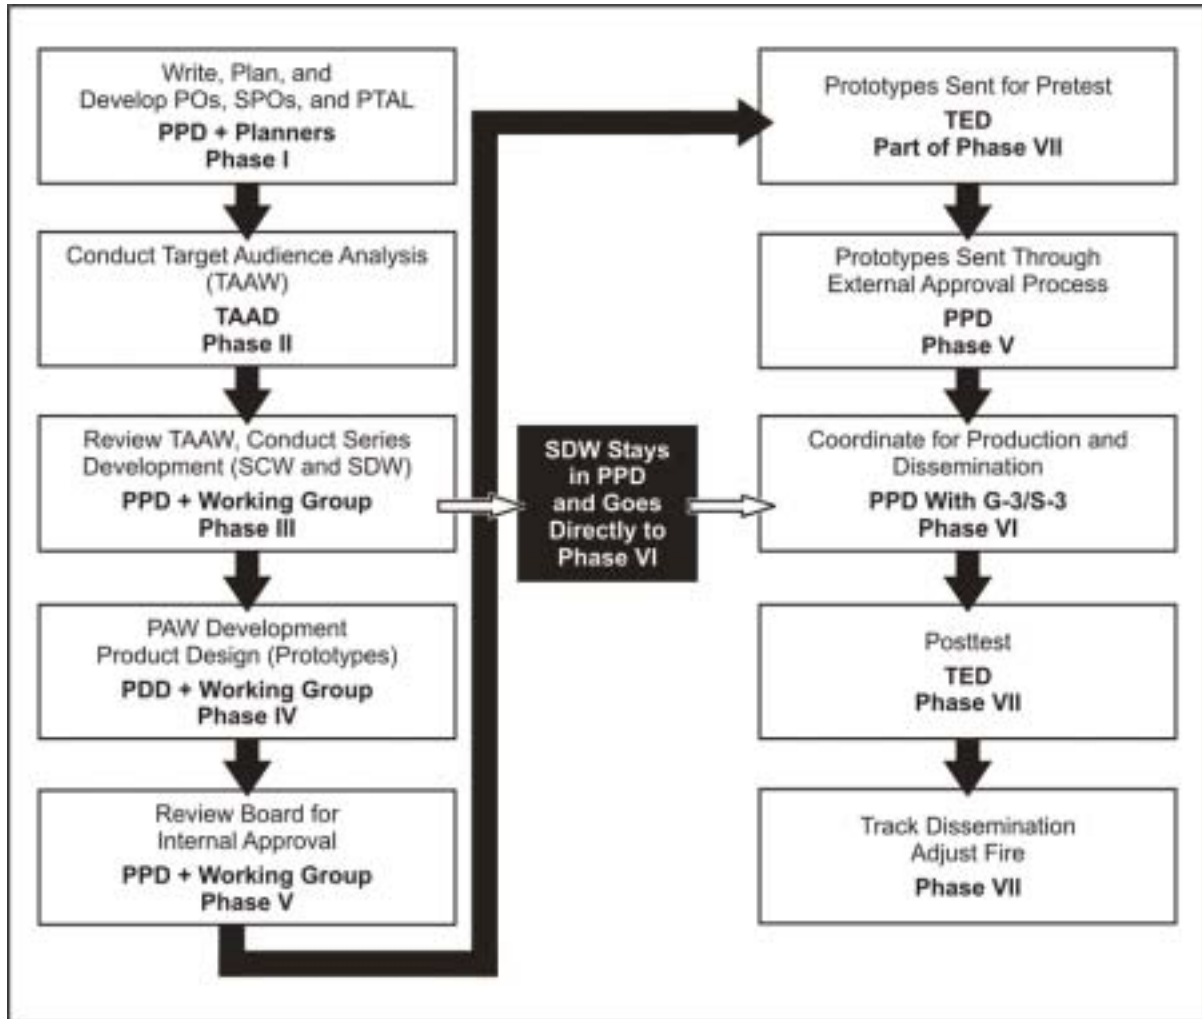 Write, Plan, and
Develop POs, SPOs, and PTAL
PPD + Planners
Phase I
Conduct Target Audience Analysis
(TAAW)
TAAD
Phase II
Review TAAW, Conduct Series
Development (SCW and SDW)
PPD + Working Group
Phase III
PAW Development
Product Design (Prototypes)
PDD + Working Group
Phase IV
Review Board for
Internal Approval
PPD + Working Group
Phase V
SDW Stays
in PPD
and Goes
Directly to
Phase VI
Prototypes Sent for Pretest
TED
Part of Phase VII
Prototypes Sent Through
External Approval Process
PPD
Phase V
Coordinate for Production and
Dissemination
PPD With G-3/S-3
Phase VI
Posttest
TED
Phase VII
Track Dissemination
Adjust Fire
Phase VII